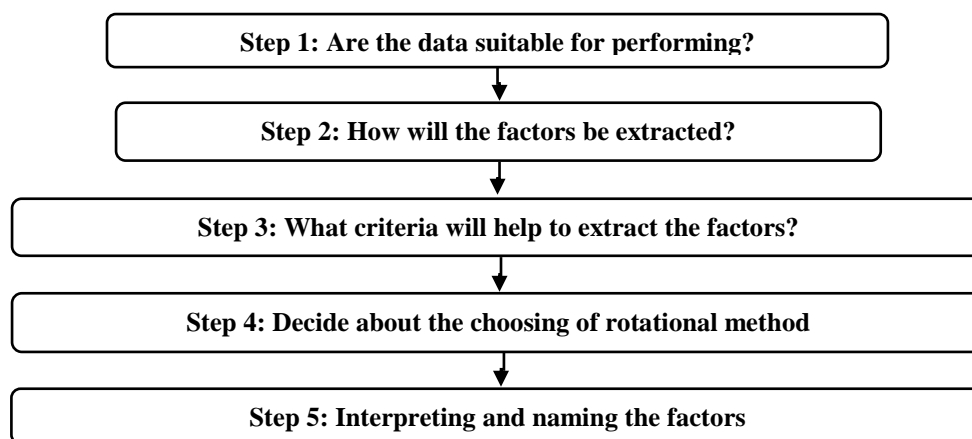 Step 1: Are the data suitable for performing?
Step 2: How will the factors be extracted?
Step 3: What criteria will help to extract the factors?
Step 4: Decide about the choosing of rotational method
Step 5: Interpreting and naming the factors